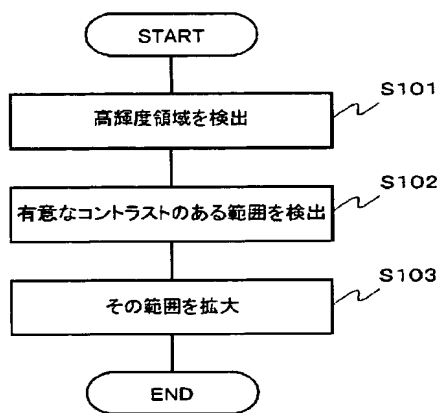 START
高輝度領域を検出
S101
有意なコントラストのある範囲を検出
S102
その範囲を拡大
S103
END